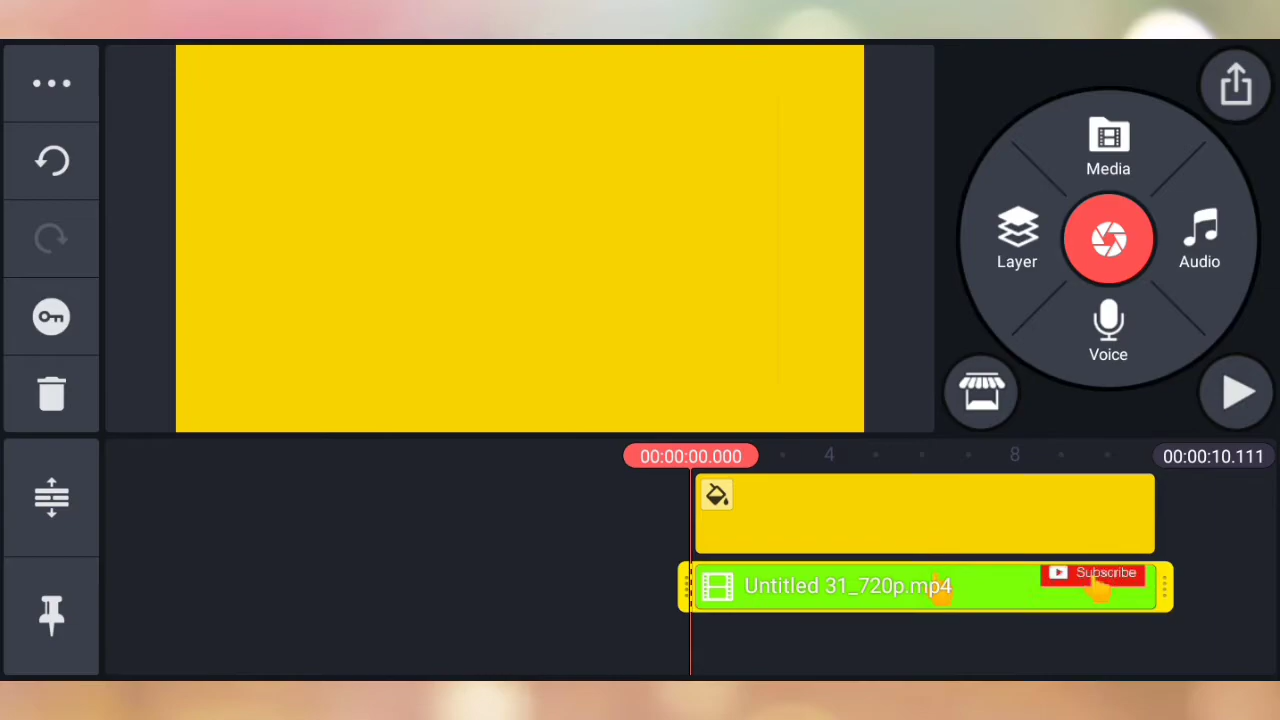 Media
Layer
Audio
Voice
00:00:00.000
4
8
00:00:10.111
Untitled 31_720p.mp4
Subscribe